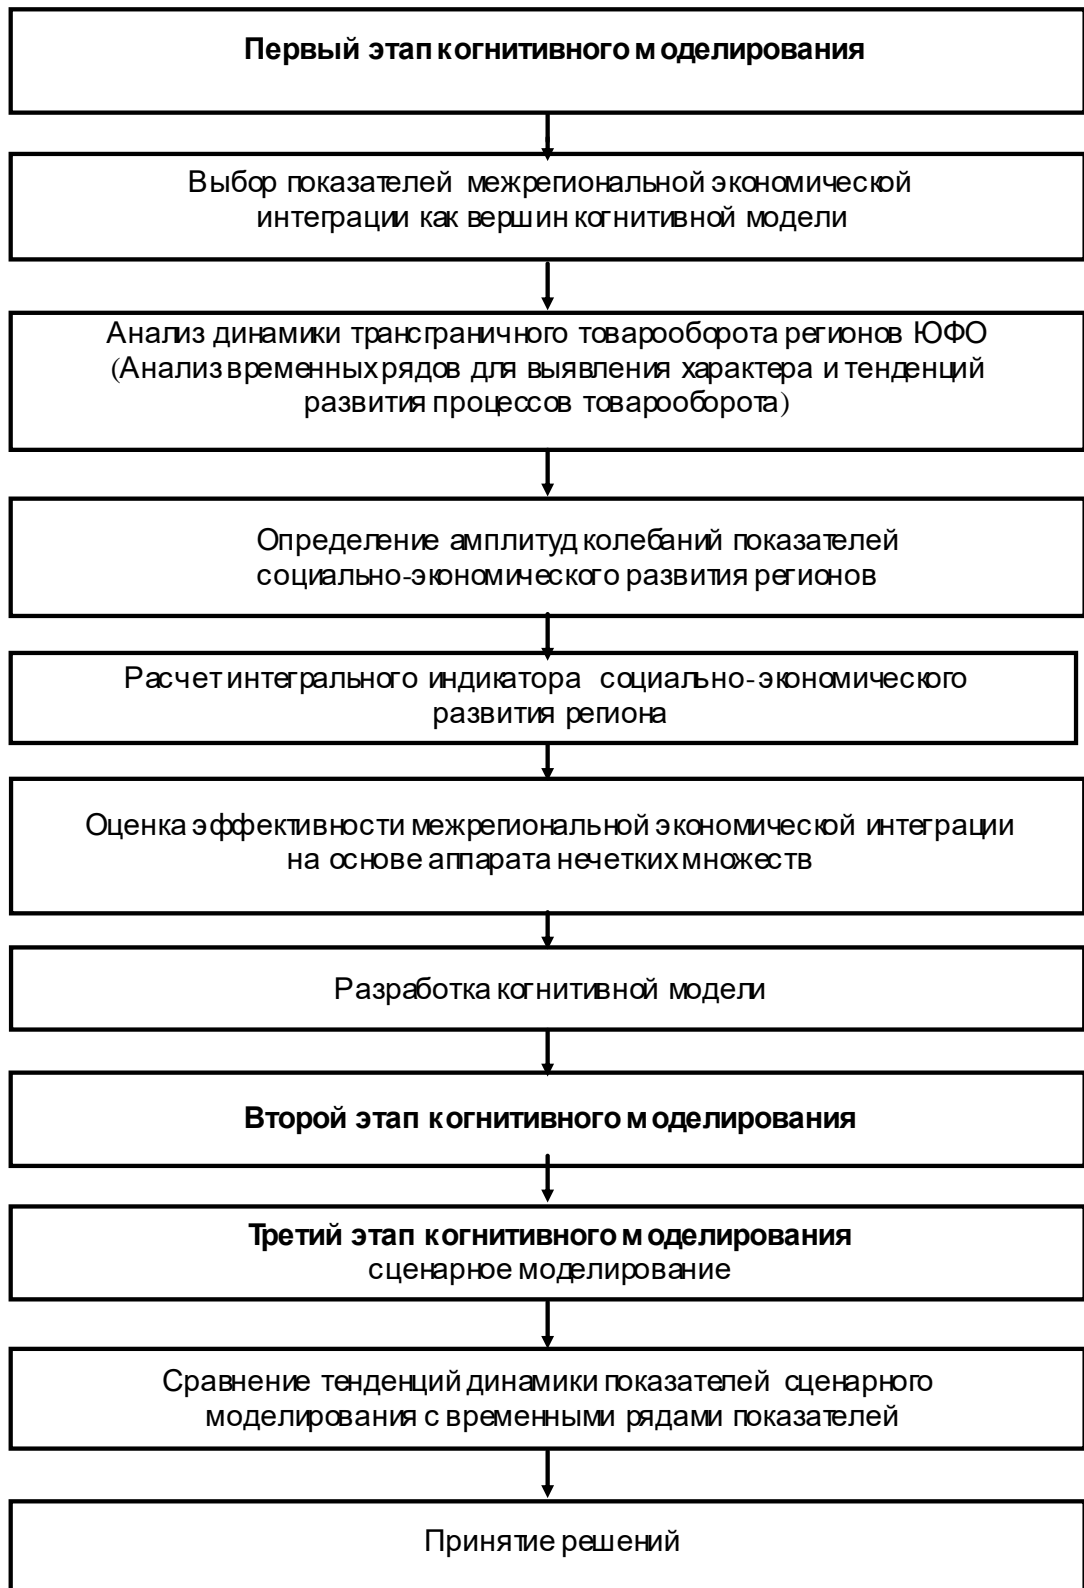 Первый этап когнитивного моделирования
Выбор показателей межрегиональной экономической
интеграции как вершин когнитивной модели
Анализ динамики трансграничного товарооборота регионов ЮФО
(Анализ временных рядов для выявления характера и тенденций
развития процессов товарооборота)
Определение амплитуд колебаний показателей
социально-экономического развития регионов
Расчет интегрального индикатора социально-экономического
развития региона
Оценка эффективности межрегиональной экономической интеграции
на основе аппарата нечетких множеств
Разработка когнитивной модели
Второй этап когнитивного моделирования
Третий этап когнитивного моделирования
сценарное моделирование
Сравнение тенденций динамики показателей сценарного
моделирования с временными рядами показателей
Принятие решений